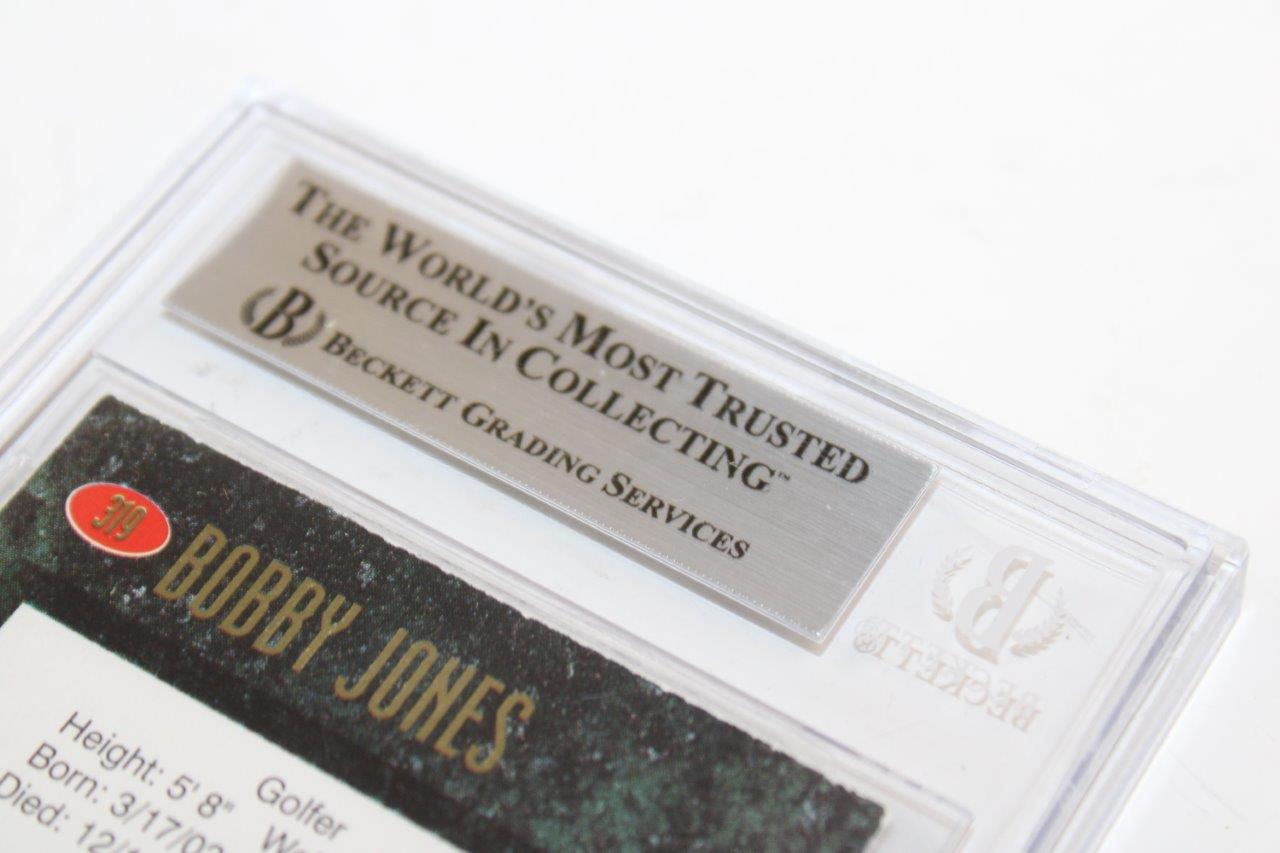 THE WORLD'S MOST TRUSTED
SOURCE IN COLLECTING™
B BECKETT GRADING SERVICES
B
BECKETT®
319
BOBBY JONES
Height: 5' 8" Golfer
Born: 3/17/02
Died: 12/